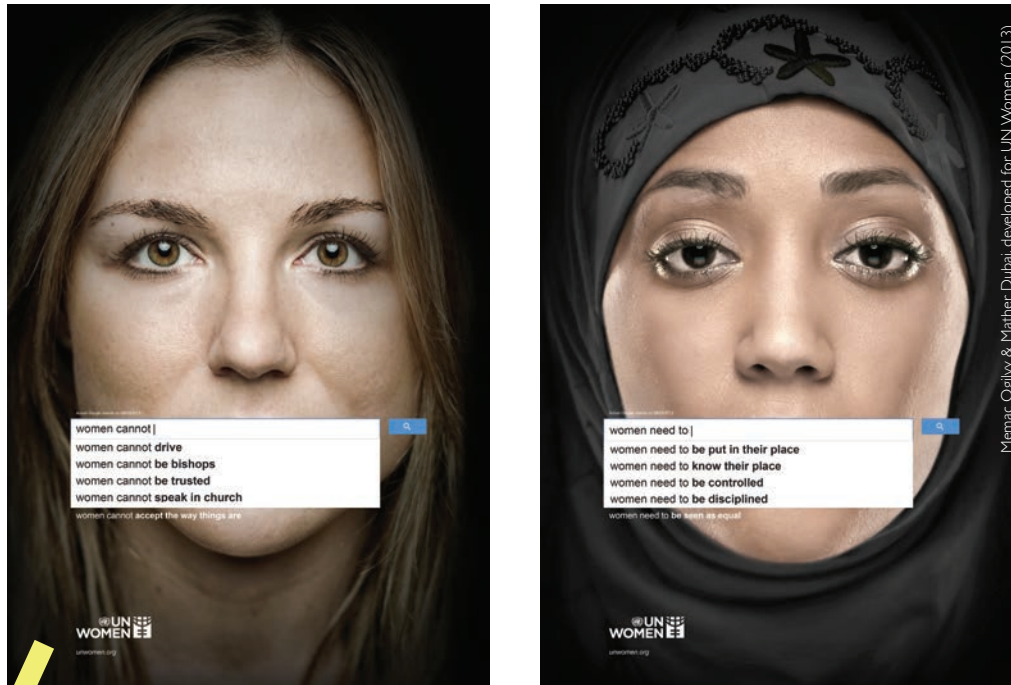 women cannot
women cannot drive
women cannot be bishops
women cannot be trusted
women cannot speak in church
women cannot accept the way things are
UN
WOMEN
unwomen.org
women need to
women need to be put in their place
women need to know their place
women need to be controlled
women need to be disciplined
women need to be seen as equal
UN
WOMEN
unwomen.org
Memac Ogilvy & Mather Dubai developed for UN Women (2013)